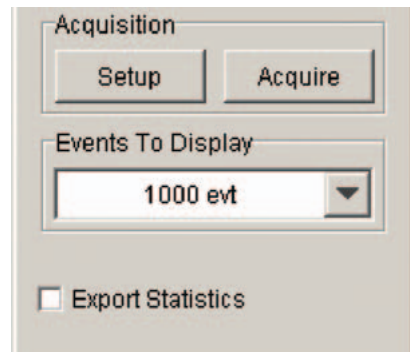 Acquisition
Setup Acquire
Events To Display
1000 evt
Export Statistics